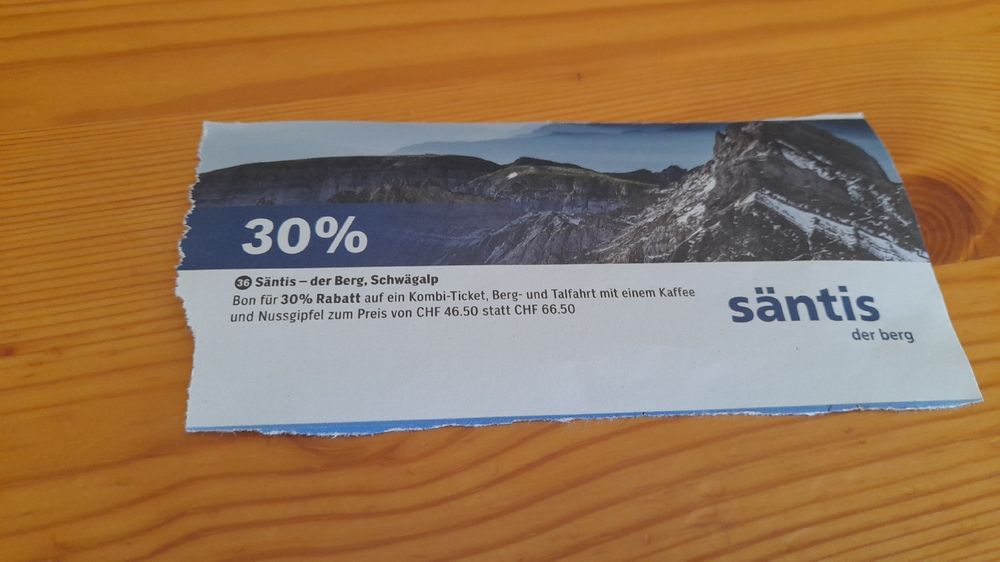 30%
36 Säntis – der Berg, Schwägalp
Bon für 30% Rabatt auf ein Kombi-Ticket, Berg- und Talfahrt mit einem Kaffee
und Nussgipfel zum Preis von CHF 46.50 statt CHF 66.50
säntis
der berg